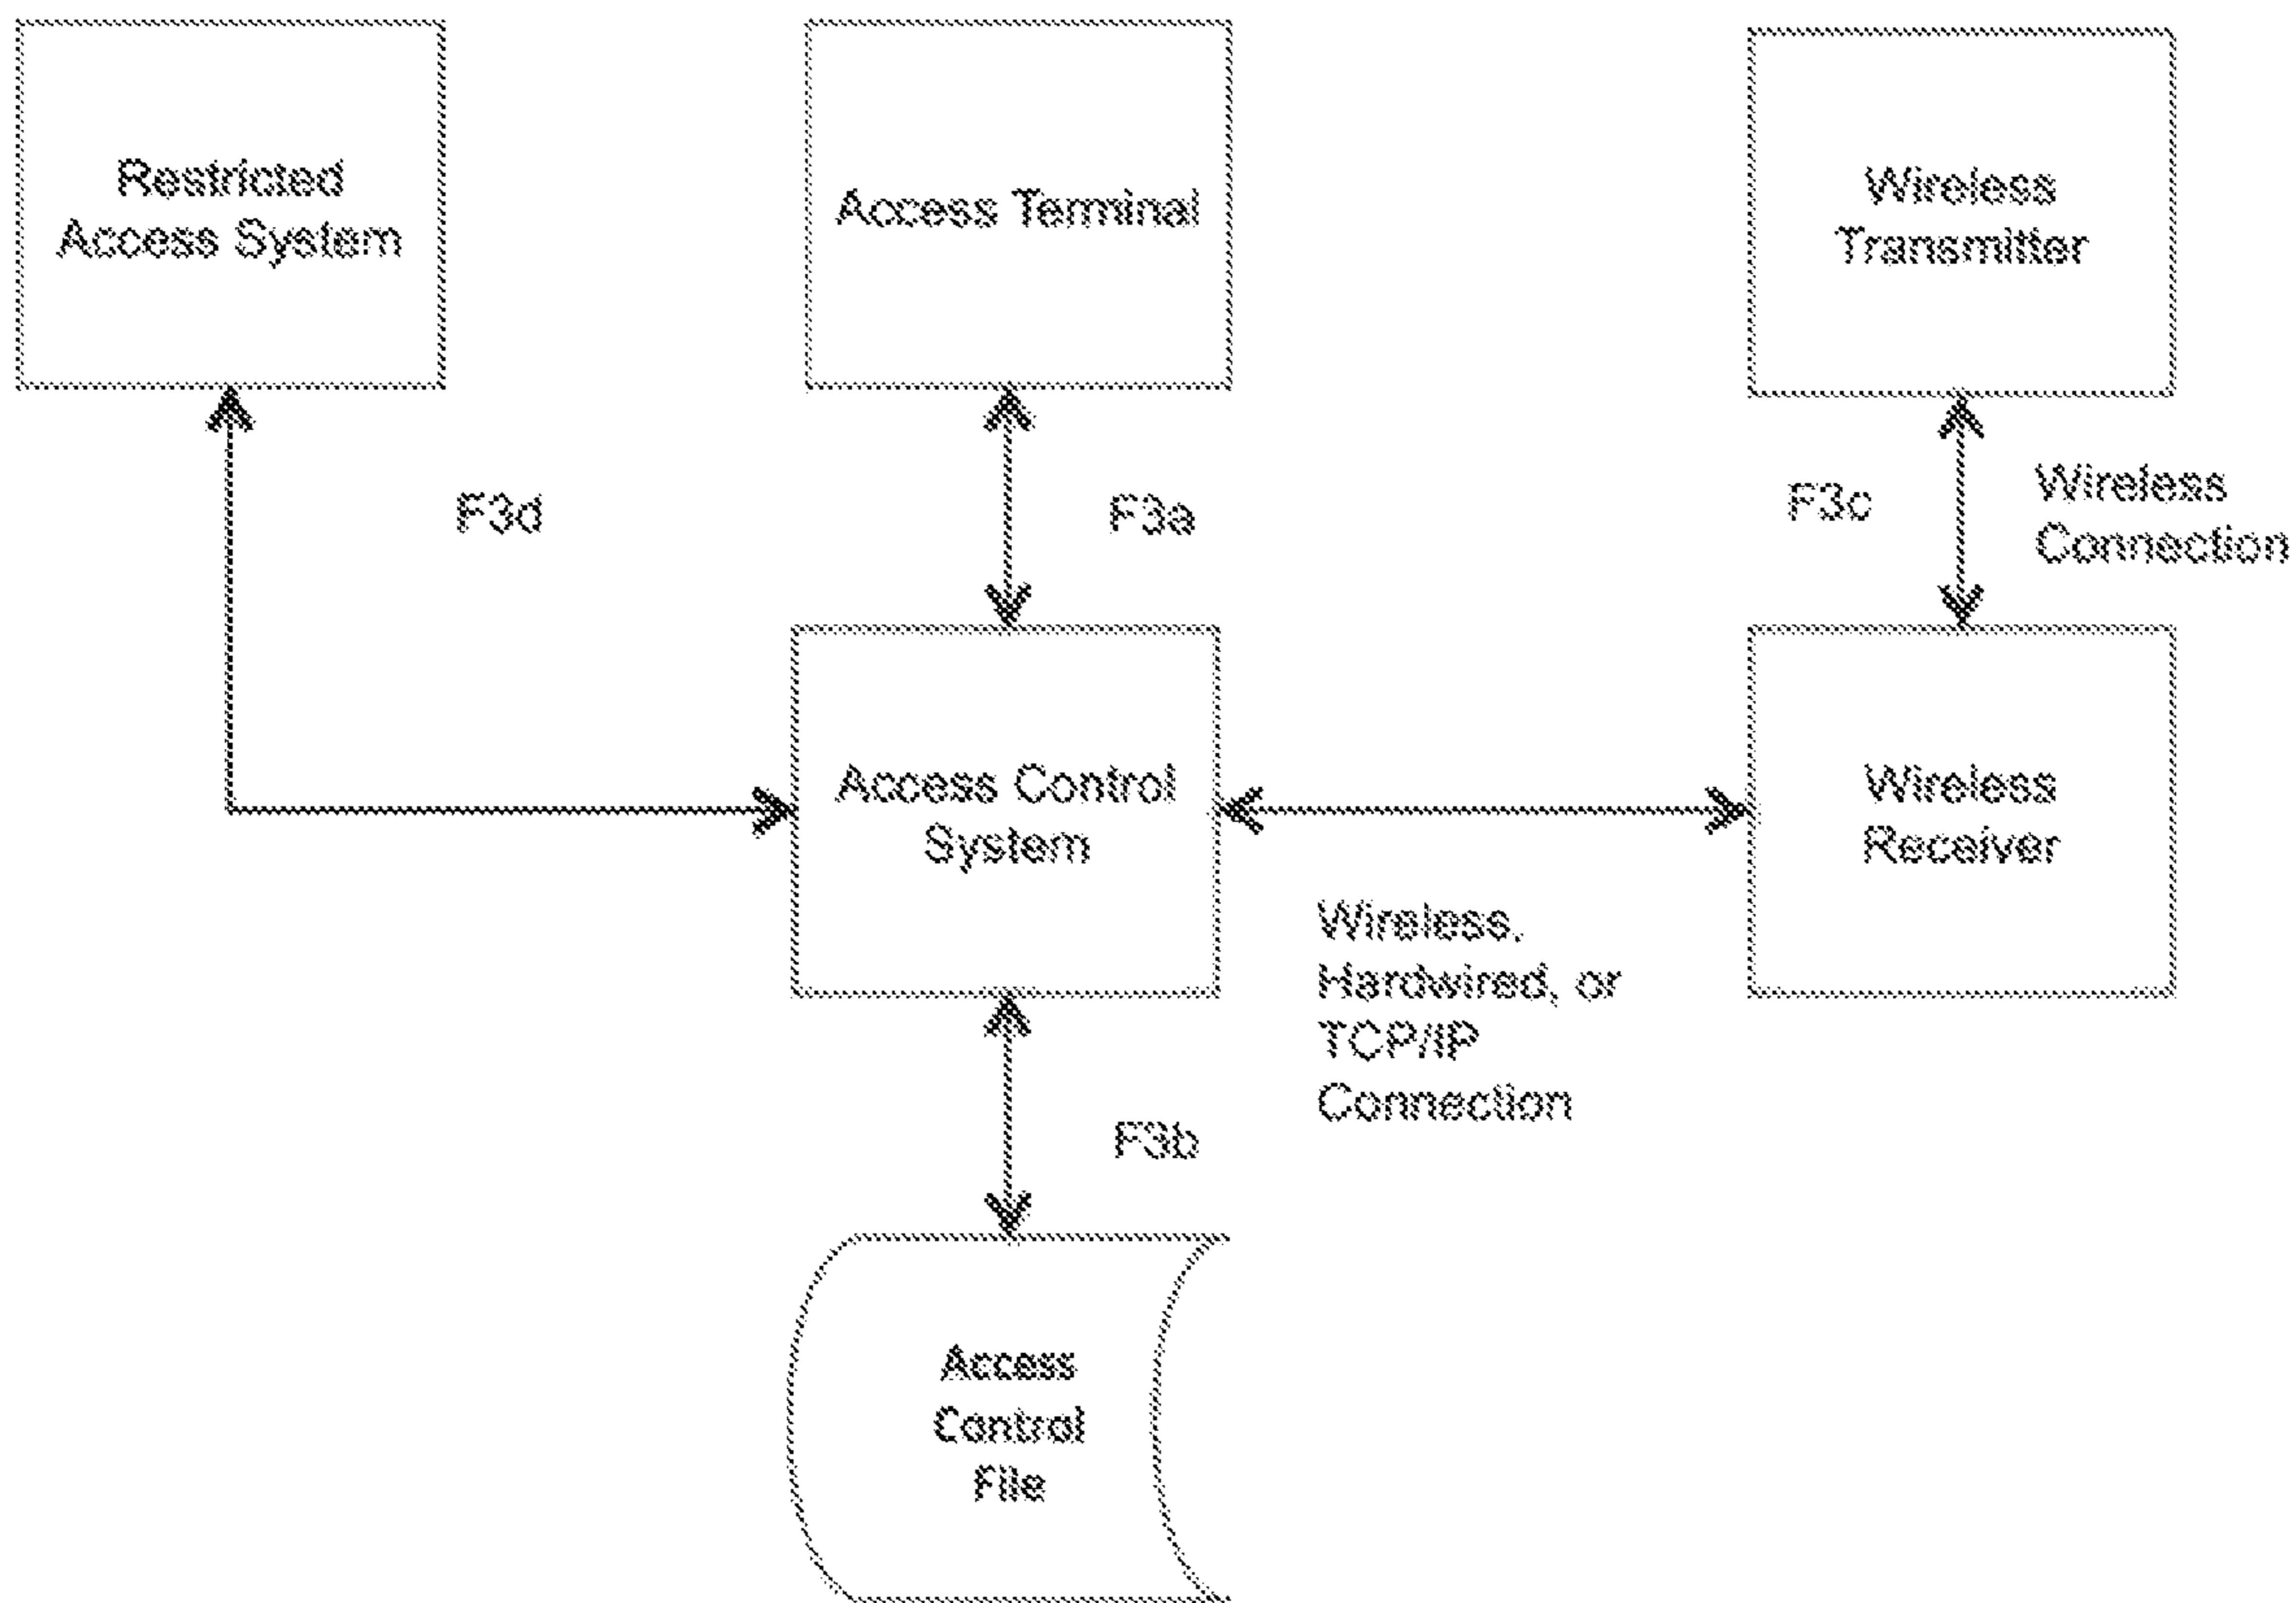 Restricted
Access System
Access Terminal
Wireless
Transmitter
F3d
F3a
F3c
Wireless
Connection
Access Control
System
Wireless
Receiver
Wireless,
Hardwired, or
TCP/IP
Connection
F3b
Access
Control
File